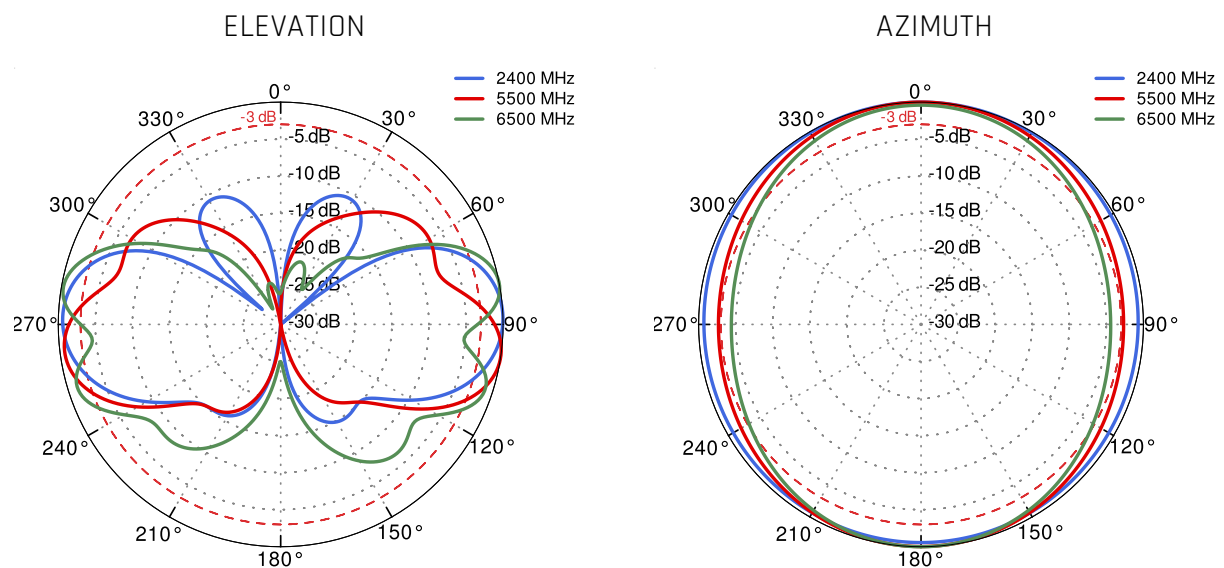 ELEVATION
2400 MHz
5500 MHz
6500 MHz
0°
330° -3 dB 30°
-5 dB
-10 dB
300° -15 dB 60°
-20 dB
-25 dB
270° -30 dB 90°
240° 120°
210° 150°
180°
AZIMUTH
2400 MHz
5500 MHz
6500 MHz
0°
330° -3 dB 30°
-5 dB
-10 dB
300° -15 dB 60°
-20 dB
-25 dB
270° -30 dB 90°
240° 120°
210° 150°
180°